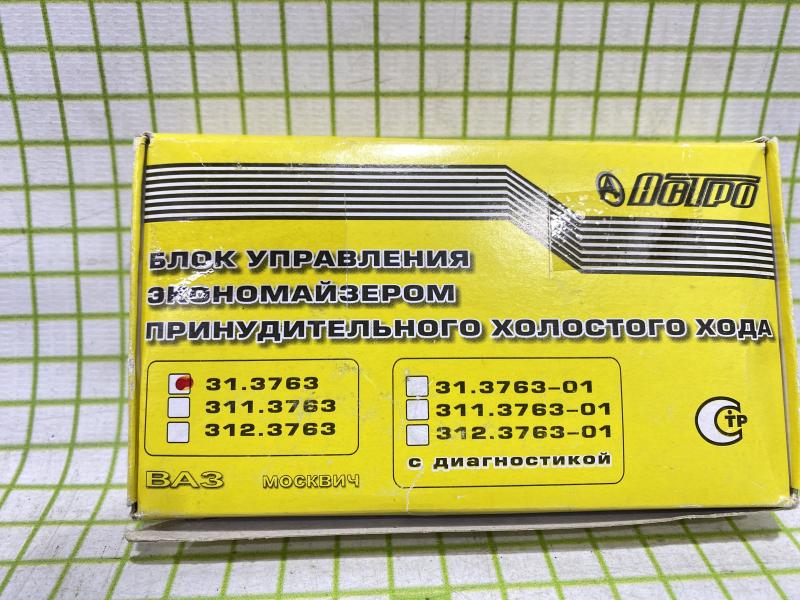 АСТРО
БЛОК УПРАВЛЕНИЯ
ЭКОНОМАЙЗЕРОМ
ПРИНУДИТЕЛЬНОГО ХОЛОСТОГО ХОДА
31.3763
311.3763
312.3763
31.3763-01
311.3763-01
312.3763-01
с диагностикой
СТР
ВАЗ МОСКВИЧ